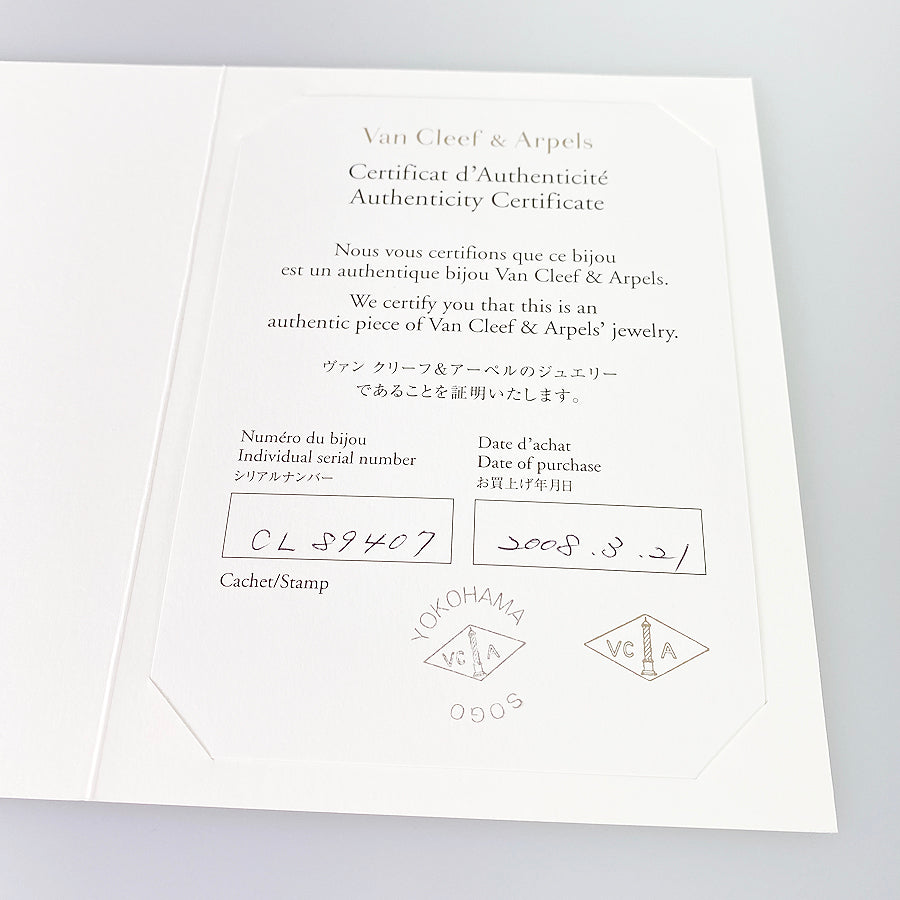 Van Cleef & Arpels
Certificat d'Authenticité
Authenticity Certificate
Nous vous certifions que ce bijou
est un authentique bijou Van Cleef & Arpels.
We certify you that this is an
authentic piece of Van Cleef & Arpels' jewelry.
ヴァン クリーフ&アーペルのジュエリー
であることを証明いたします。
Numéro du bijou
Individual serial number
シリアルナンバー
CL 89407
Date d'achat
Date of purchase
お買上げ年月日
2008.3.21
Cachet/Stamp
YOKOHAMA
VC A
SOGO
VC A